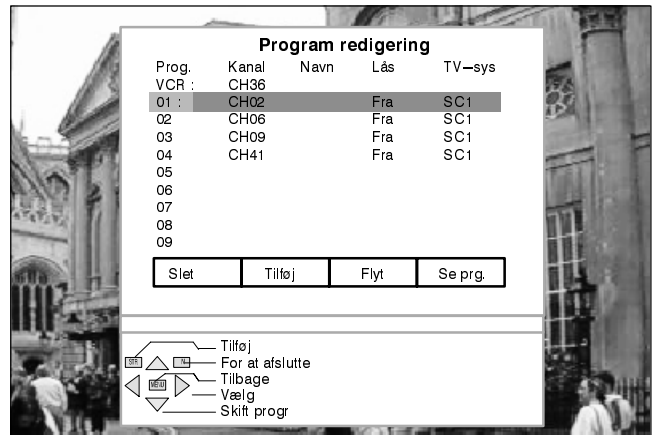 Program redigering
Prog. Kanal Navn Lås TV–sys
VCR : CH36
01 : CH02 Fra SC1
02 CH06 Fra SC1
03 CH09 Fra SC1
04 CH41 Fra SC1
05
06
07
08
09
Slet Tilføj Flyt Se prg.
Tilføj
STR N For at afslutte
MENU Tilbage
Vælg
Skift progr